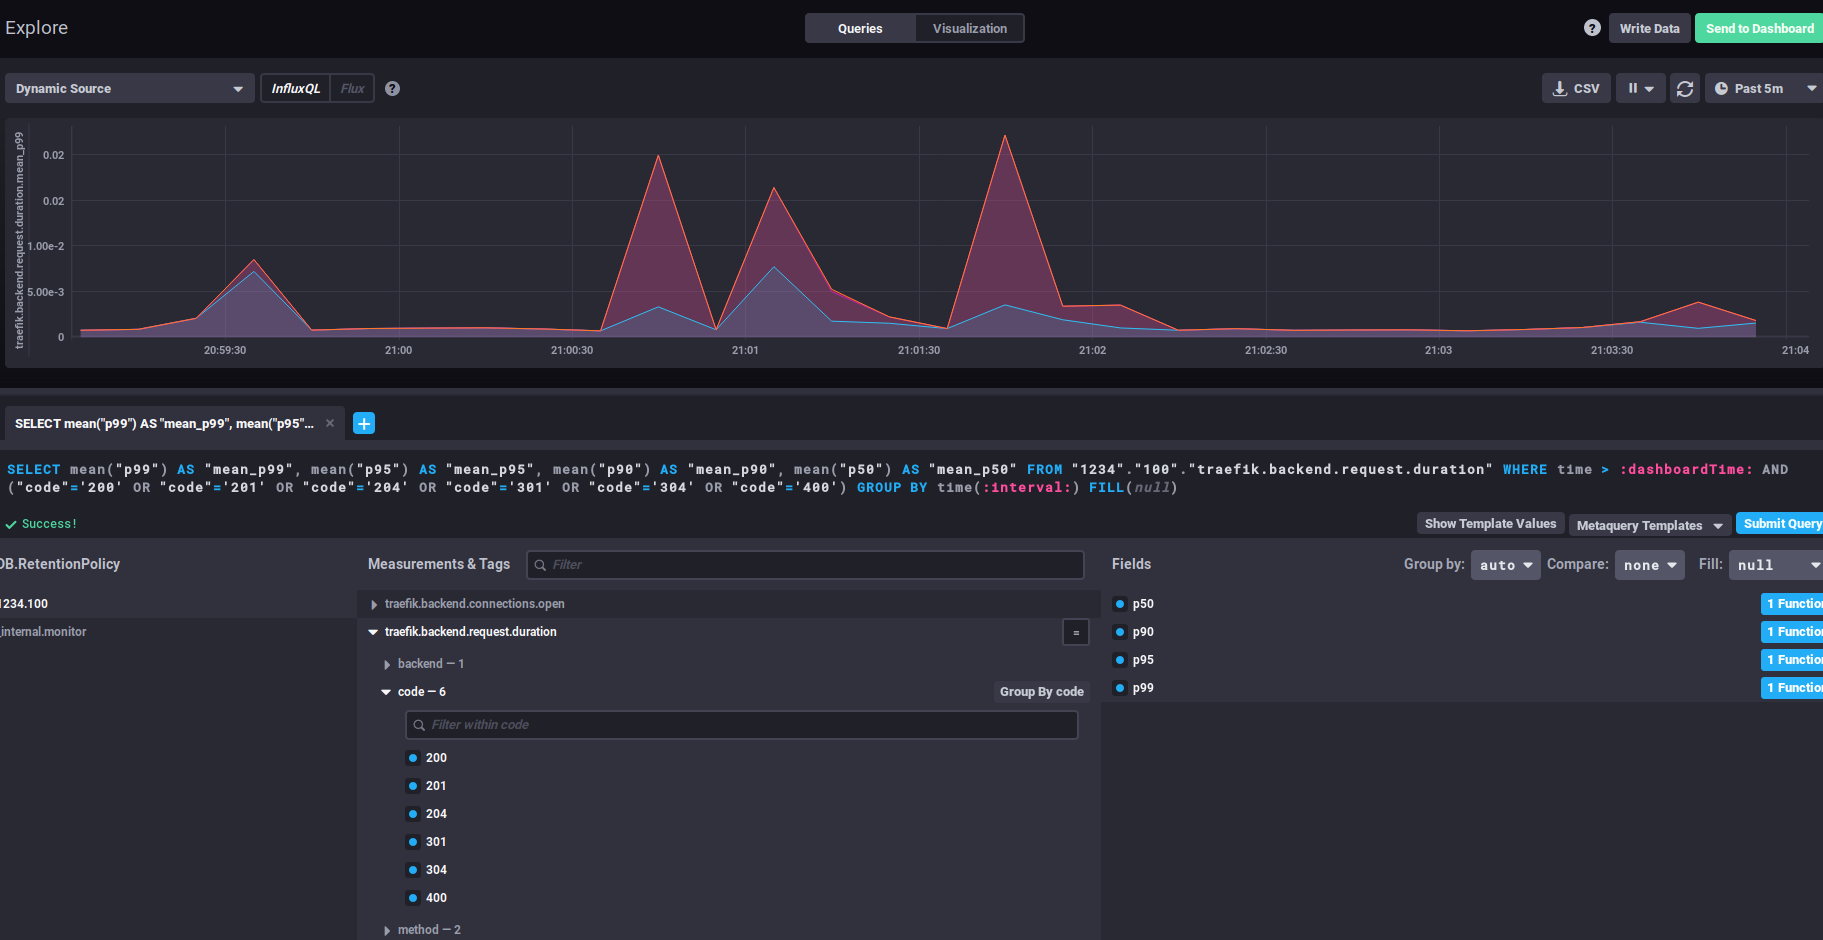 Explore
Queries
Visualization
?
Write Data
Send to Dashboard
Dynamic Source
InfluxQL
Flux
?
CSV
Past 5m
traefik.backend.request.duration.mean_p99
0.02
0.02
1.00e-2
5.00e-3
0
20:59:30
21:00
21:00:30
21:01
21:01:30
21:02
21:02:30
21:03
21:03:30
21:04
SELECT mean("p99") AS "mean_p99", mean("p95"...
×
+
SELECT mean("p99") AS "mean_p99", mean("p95") AS "mean_p95", mean("p90") AS "mean_p90", mean("p50") AS "mean_p50" FROM "1234"."100"."traefik.backend.request.duration" WHERE time > :dashboardTime: AND
("code"='200' OR "code"='201' OR "code"='204' OR "code"='301' OR "code"='304' OR "code"='400') GROUP BY time(:interval:) FILL(null)
Success!
Show Template Values
Metaquery Templates
Submit Query
DB.RetentionPolicy
1234.100
_internal.monitor
Measurements & Tags
Filter
traefik.backend.connections.open
traefik.backend.request.duration
=
backend — 1
code — 6
Group By code
Filter within code
200
201
204
301
304
400
method — 2
Fields
Group by:
auto
Compare:
none
Fill:
null
p50
1 Functio
p90
1 Functio
p95
1 Functio
p99
1 Functio